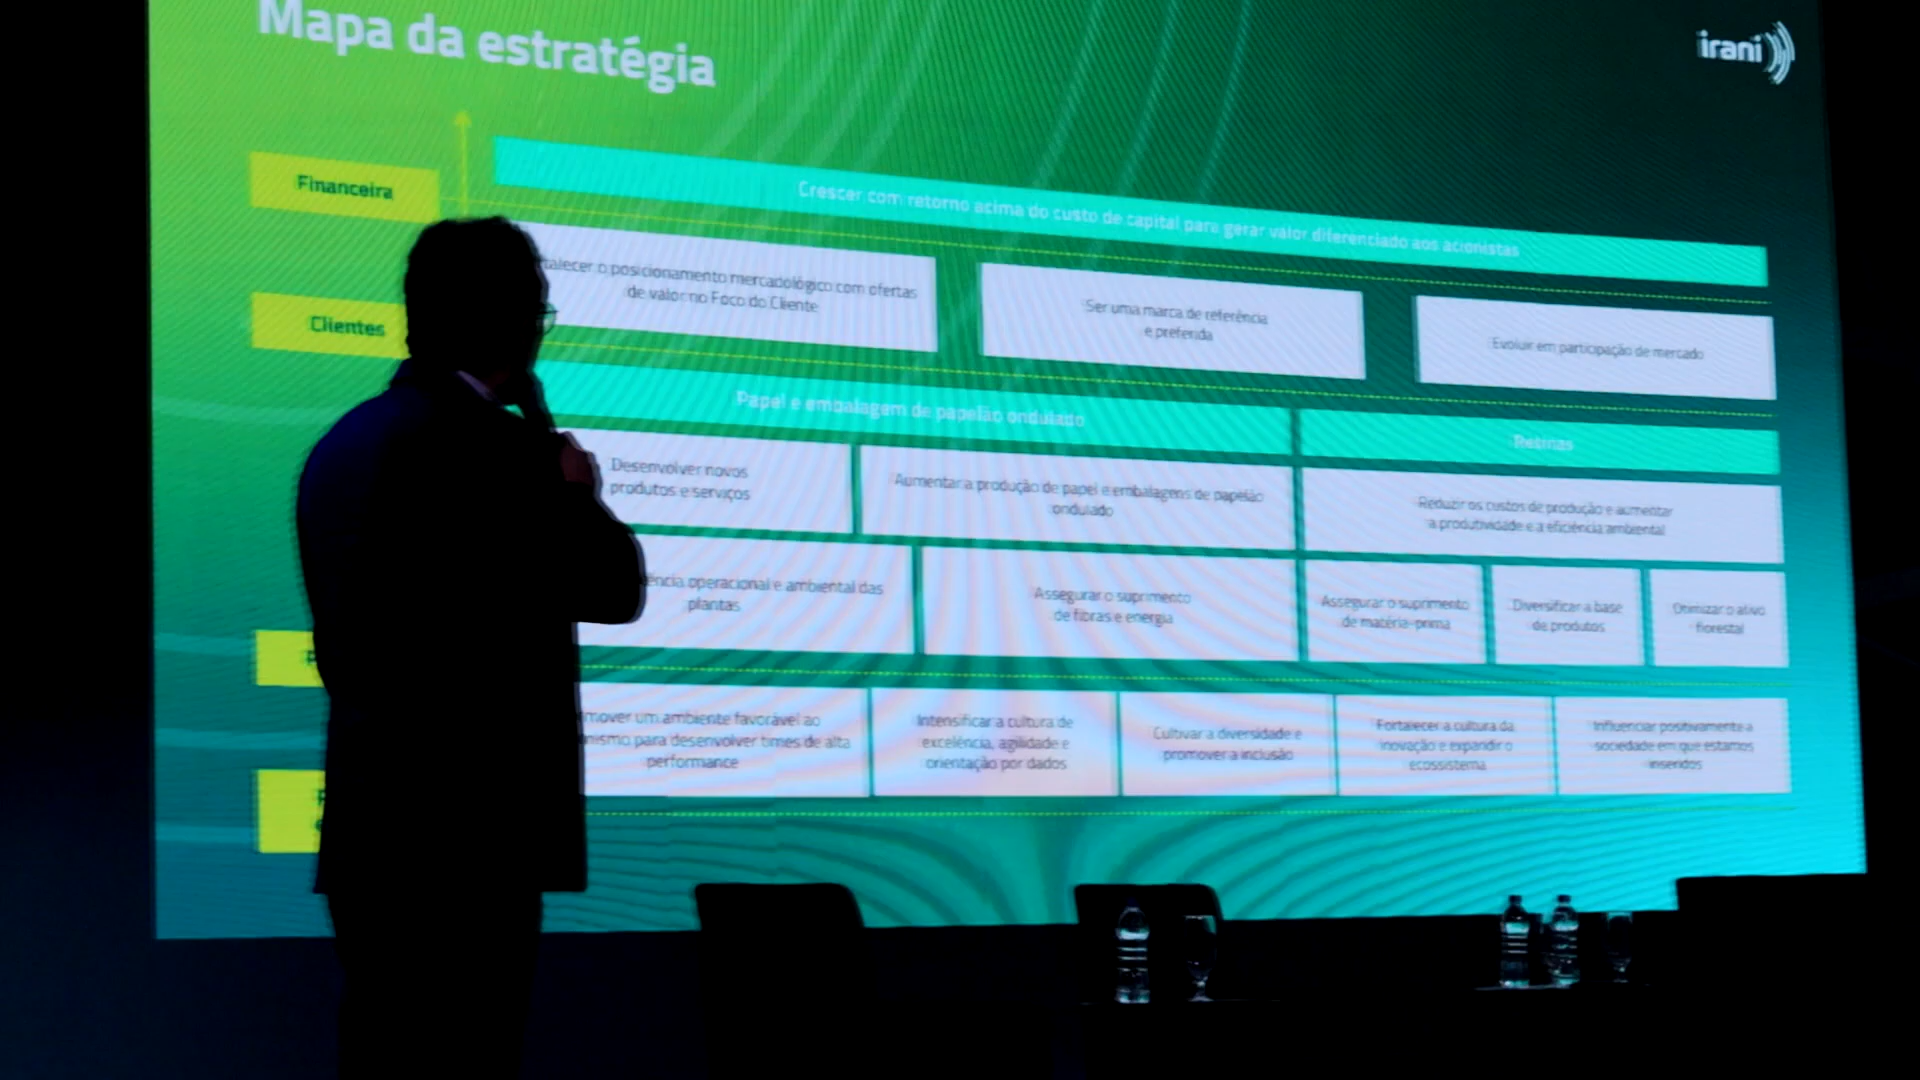 Mapa da estratégia
irani
Financeira
Crescer com retorno acima do custo de capital para gerar valor diferenciado aos acionistas
Clientes
talecer o posicionamento mercadológico com ofertas
de valor no Foco do Cliente
Ser uma marca de referência
e preferida
Evoluir em participação de mercado
Papel e embalagem de papelão ondulado
Resinas
Desenvolver novos
produtos e serviços
Aumentar a produção de papel e embalagens de papelão
ondulado
Reduzir os custos de produção e aumentar
a produtividade e a eficiência ambiental
ência operacional e ambiental das
plantas
Assegurar o suprimento
de fibras e energia
Assegurar o suprimento
de matéria-prima
Diversificar a base
de produtos
Otimizar o ativo
florestal
mover um ambiente favorável ao
nismo para desenvolver times de alta
performance
Intensificar a cultura de
excelência, agilidade e
orientação por dados
Cultivar a diversidade e
promover a inclusão
Fortalecer a cultura da
inovação e expandir o
ecossistema
Influenciar positivamente a
sociedade em que estamos
inseridos